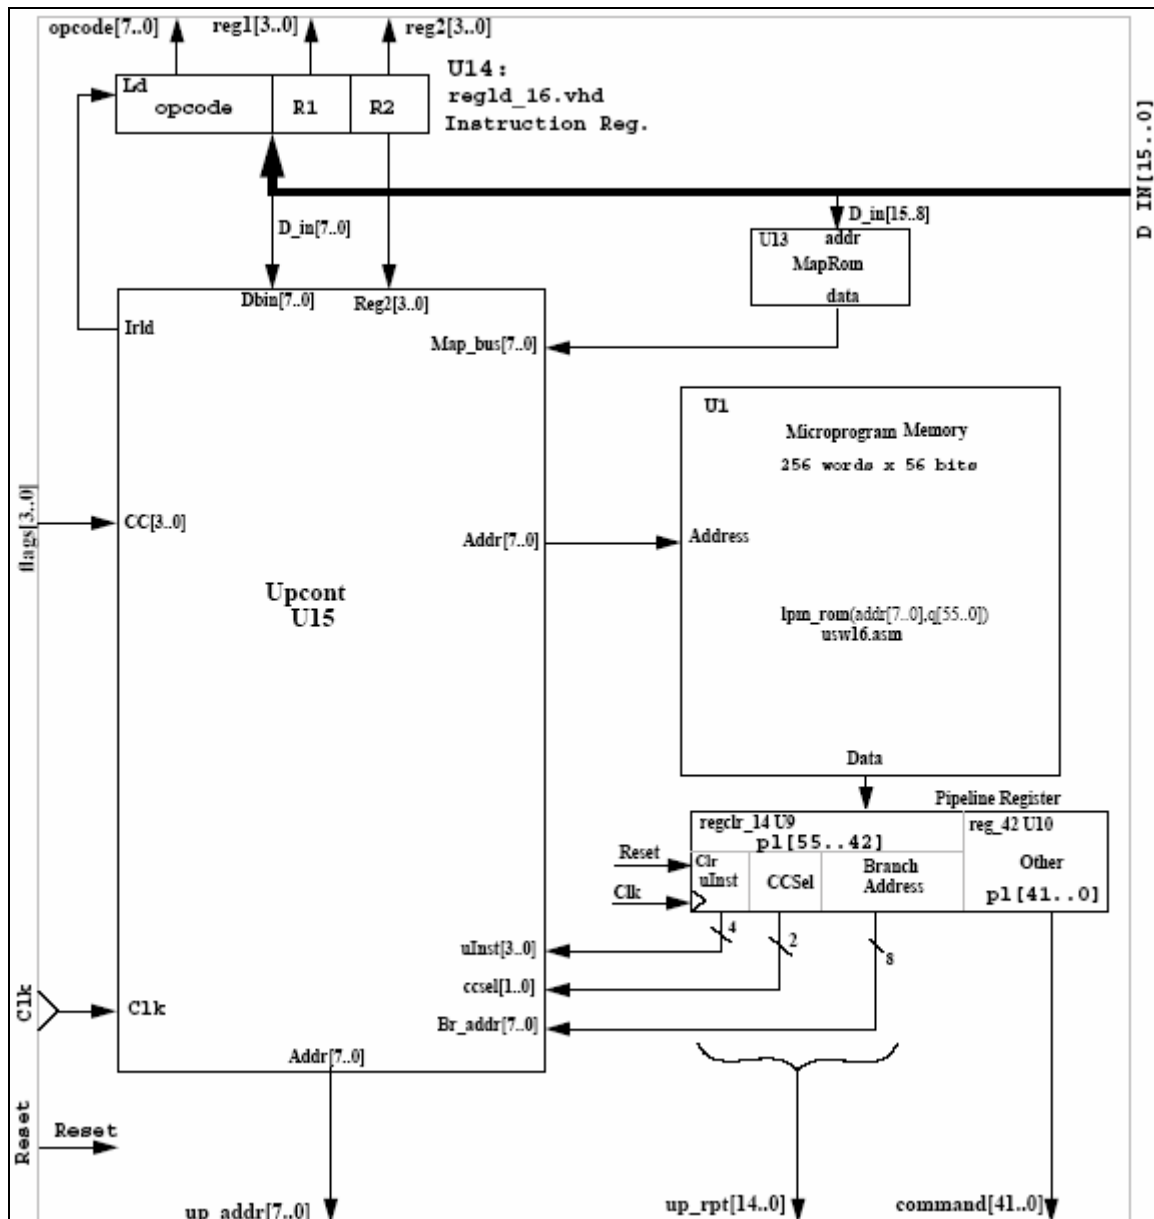 opcode[7..0] reg1[3..0] reg2[3..0]
Ld
opcode R1 R2
U14:
regld_16.vhd
Instruction Reg.
D IN[15..0]
D_in[7..0]
D_in[15..8]
U13 addr
MapRom
data
Dbin[7..0] Reg2[3..0]
Irld
Map_bus[7..0]
U1
Microprogram Memory
256 words x 56 bits
flags[3..0]
CC[3..0]
Addr[7..0]
Address
Upcont
U15
lpm_rom(addr[7..0],q[55..0])
usw16.asm
Data
Pipeline Register
regclr_14 U9
pl[55..42]
reg_42 U10
Reset
Clr
uInst
CCSel
Branch
Address
Other
pl[41..0]
Clk
4
2
8
uInst[3..0]
ccsel[1..0]
Br_addr[7..0]
Clk
Clk
Addr[7..0]
Reset
Reset
up_addr[7..0]
up_rpt[14..0]
command[41..0]